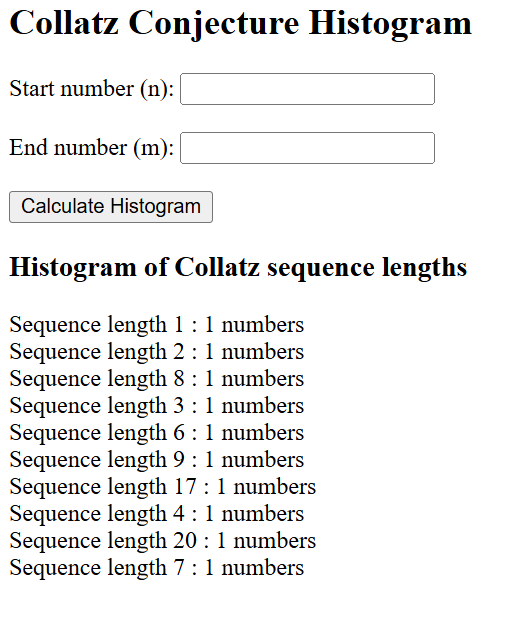 Collatz Conjecture Histogram
Start number (n):
End number (m):
Calculate Histogram
Histogram of Collatz sequence lengths
Sequence length 1 : 1 numbers
Sequence length 2 : 1 numbers
Sequence length 8 : 1 numbers
Sequence length 3 : 1 numbers
Sequence length 6 : 1 numbers
Sequence length 9 : 1 numbers
Sequence length 17 : 1 numbers
Sequence length 4 : 1 numbers
Sequence length 20 : 1 numbers
Sequence length 7 : 1 numbers